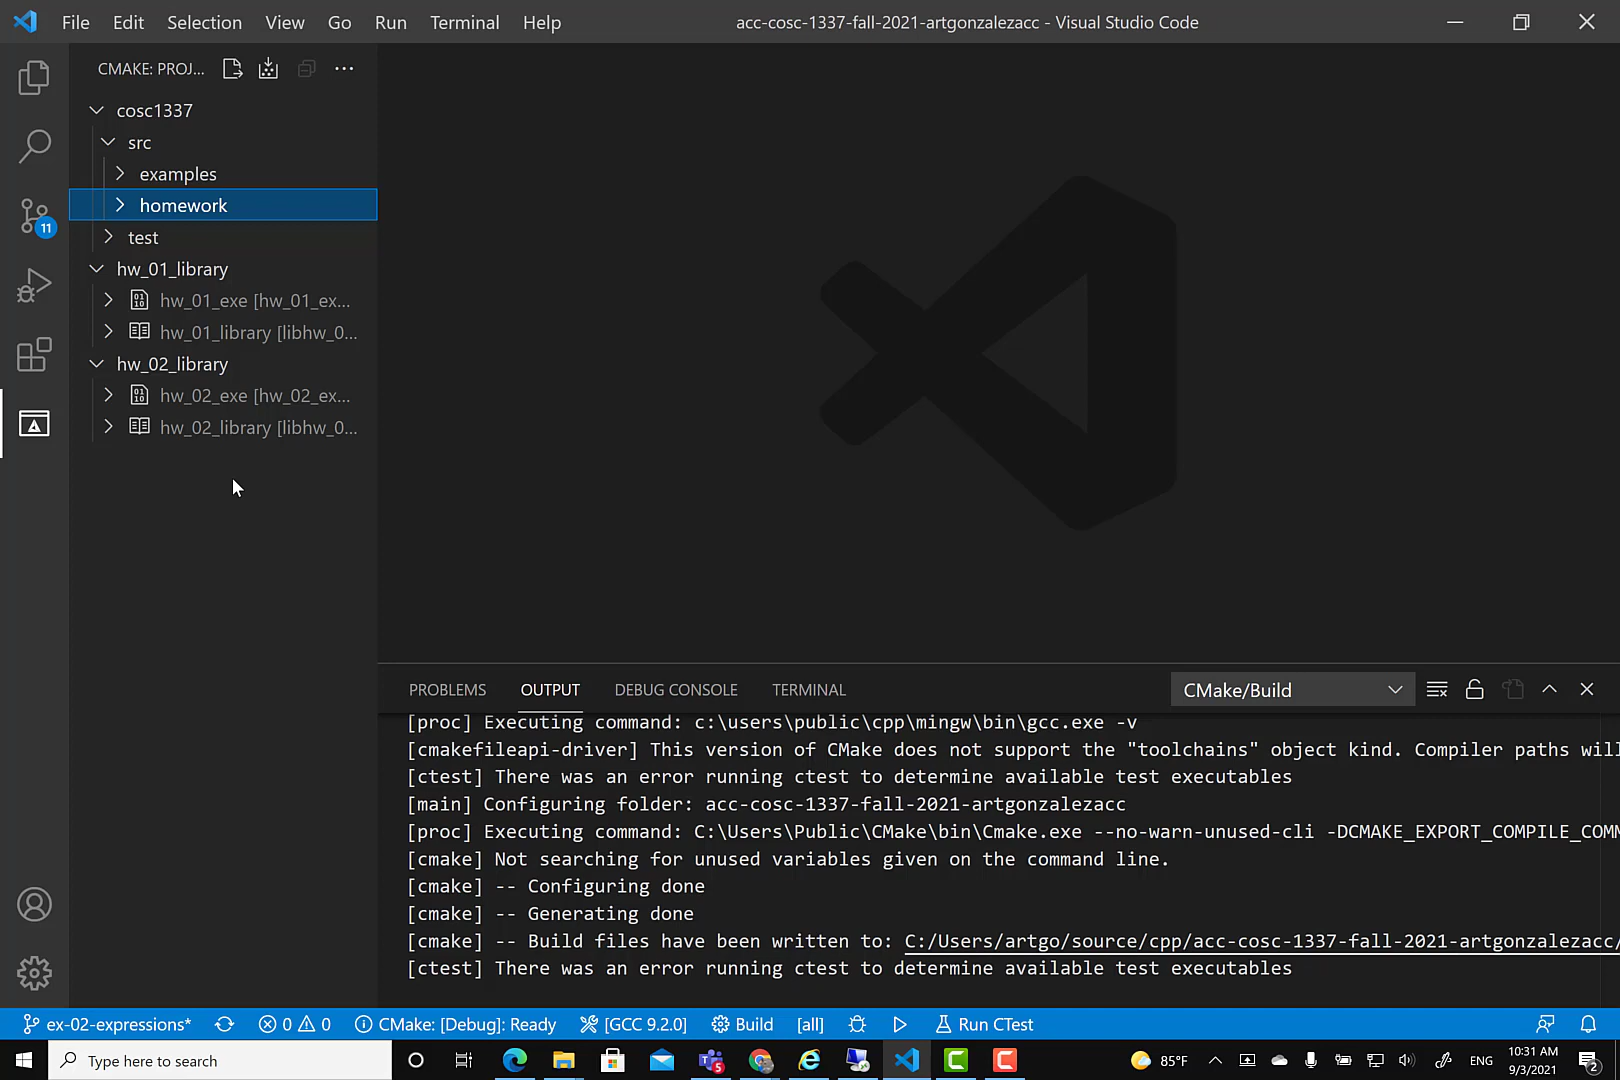 File Edit Selection View Go Run Terminal Help
acc-cosc-1337-fall-2021-artgonzalezacc - Visual Studio Code
CMAKE: PROJ...
cosc1337
src
examples
homework
11
test
hw_01_library
hw_01_exe [hw_01_ex...
hw_01_library [libhw_0...
hw_02_library
hw_02_exe [hw_02_ex...
hw_02_library [libhw_0...
PROBLEMS OUTPUT DEBUG CONSOLE TERMINAL CMake/Build
[proc] Executing command: c:\users\public\cpp\mingw\bin\gcc.exe -v
[cmakefileapi-driver] This version of CMake does not support the "toolchains" object kind. Compiler paths will
[ctest] There was an error running ctest to determine available test executables
[main] Configuring folder: acc-cosc-1337-fall-2021-artgonzalezacc
[proc] Executing command: C:\Users\Public\CMake\bin\Cmake.exe --no-warn-unused-cli -DCMAKE_EXPORT_COMPILE_COMM
[cmake] Not searching for unused variables given on the command line.
[cmake] -- Configuring done
[cmake] -- Generating done
[cmake] -- Build files have been written to: C:/Users/artgo/source/cpp/acc-cosc-1337-fall-2021-artgonzalezacc/
[ctest] There was an error running ctest to determine available test executables
ex-02-expressions* 0 0 CMake: [Debug]: Ready [GCC 9.2.0] Build [all] Run CTest
Type here to search
5
85°F ENG
10:31 AM
9/3/2021
2